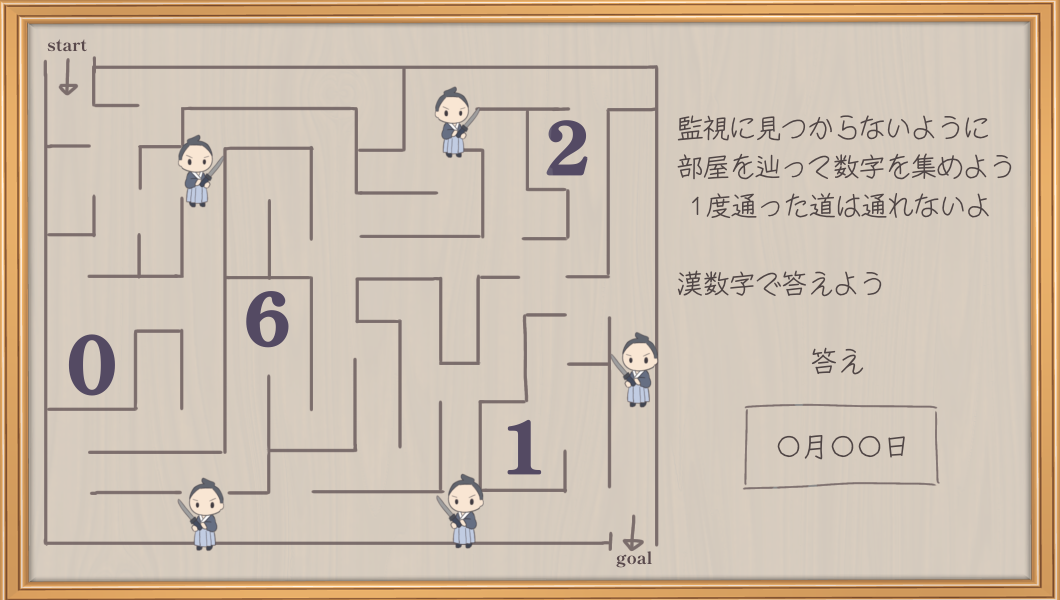 start
監視に見つからないように
部屋を辿って数字を集めよう
1度通った道は通れないよ
漢数字で答えよう
2
6
0
1
答え
〇月〇〇日
goal